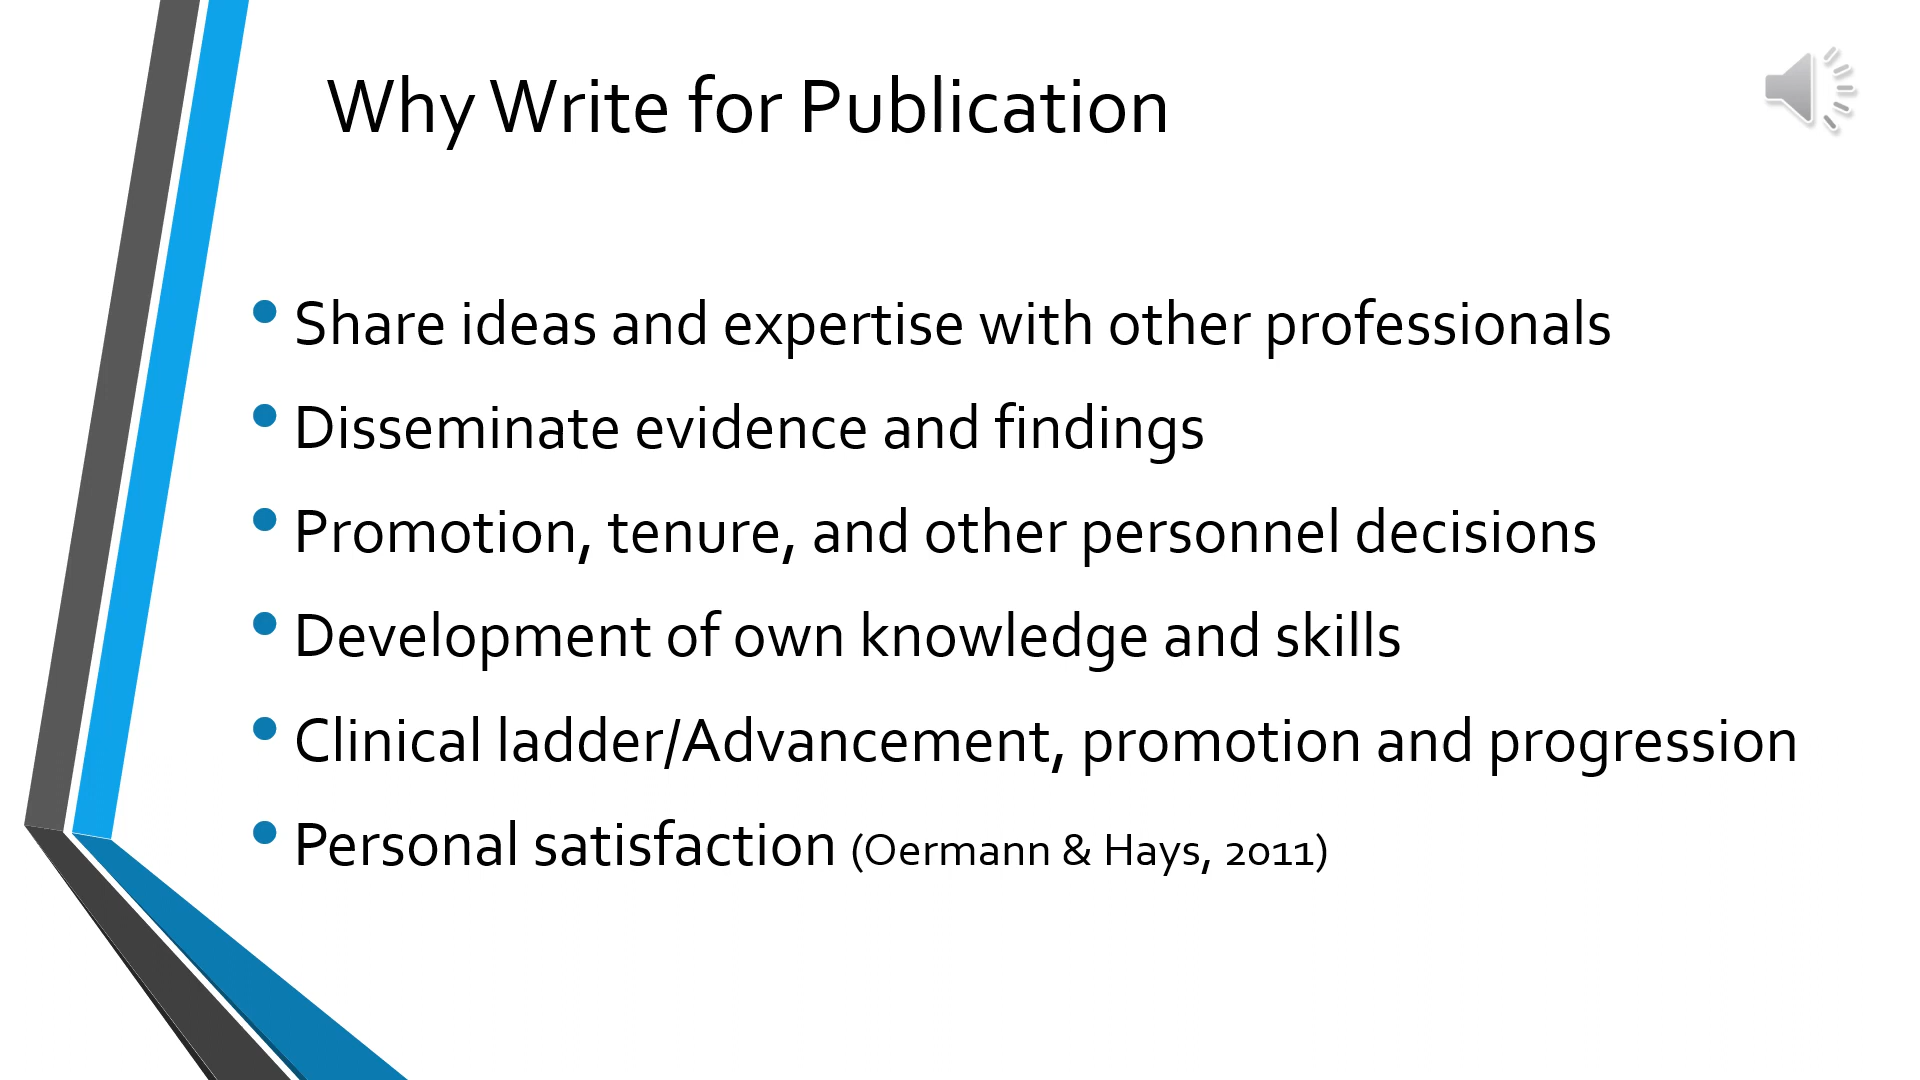 Why Write for Publication
• Share ideas and expertise with other professionals
• Disseminate evidence and findings
• Promotion, tenure, and other personnel decisions
• Development of own knowledge and skills
• Clinical ladder/Advancement, promotion and progression
• Personal satisfaction (Oermann & Hays, 2011)